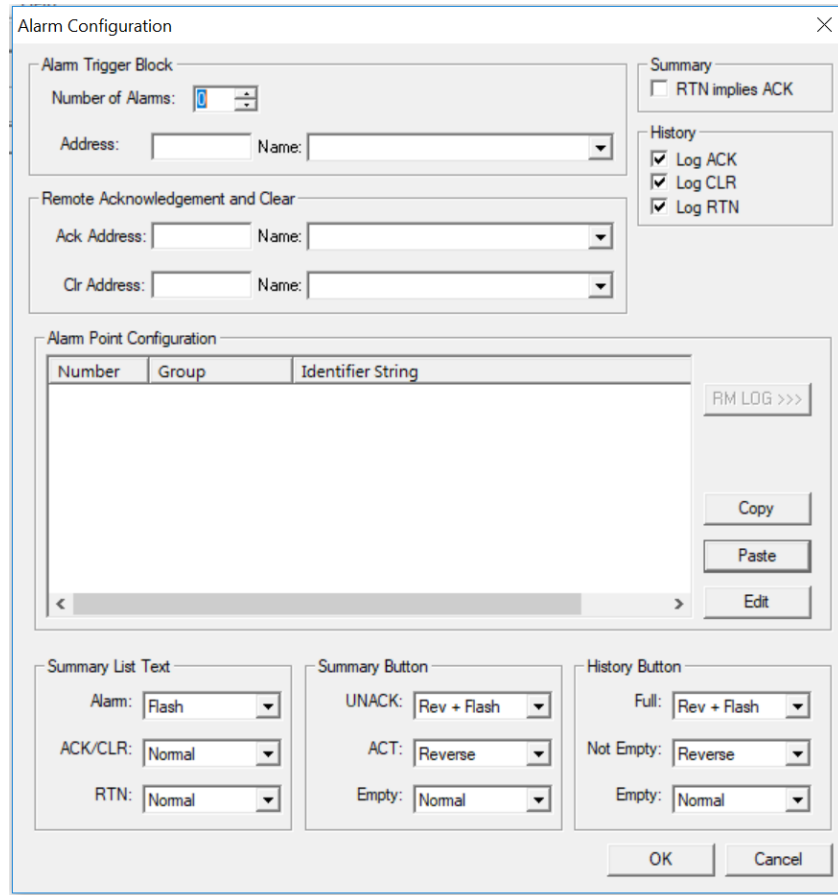 Alarm Configuration
Alarm Trigger Block
Number of Alarms: 0
Address: Name:
Summary
RTN implies ACK
History
Log ACK
Log CLR
Log RTN
Remote Acknowledgement and Clear
Ack Address: Name:
Clr Address: Name:
Alarm Point Configuration
Number Group Identifier String
RM LOG >>>
Copy
Paste
Edit
Summary List Text
Alarm: Flash
ACK/CLR: Normal
RTN: Normal
Summary Button
UNACK: Rev + Flash
ACT: Reverse
Empty: Normal
History Button
Full: Rev + Flash
Not Empty: Reverse
Empty: Normal
OK Cancel